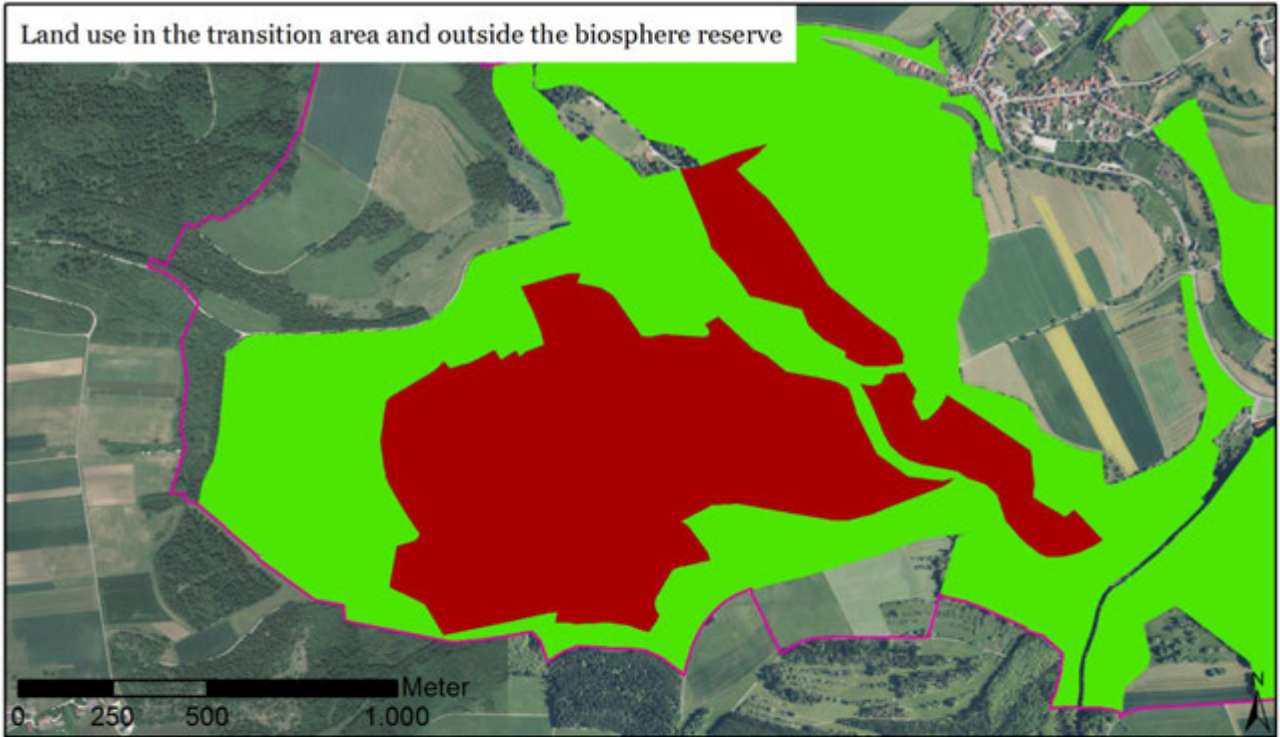 Land use in the transition area and outside the biosphere reserve
N
Meter
0 250 500 1.000